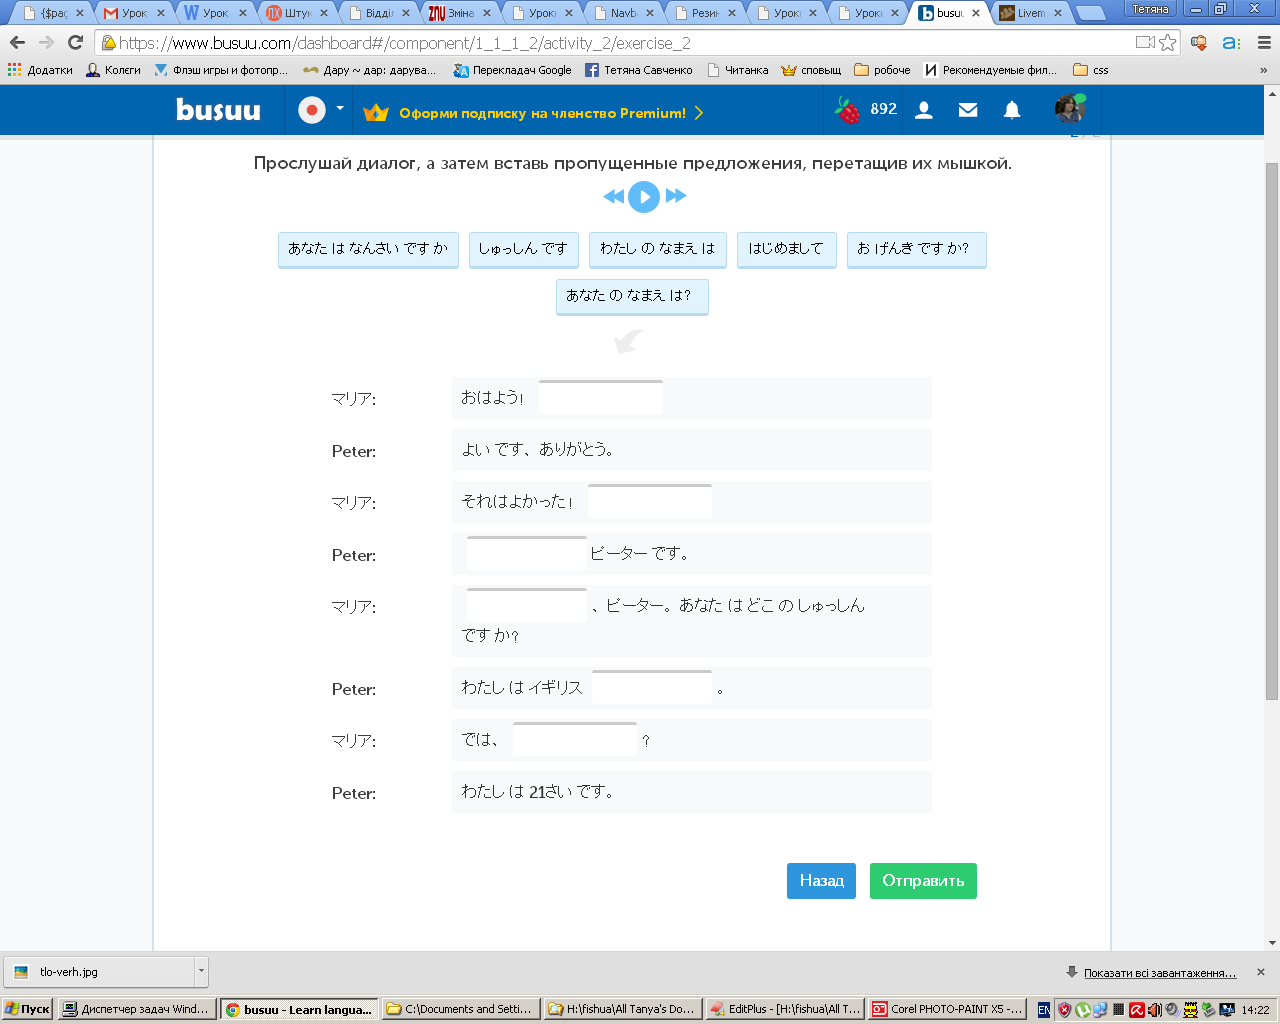 {$pag
Урок
Урок
Штук
Відділ
Зміна
Урок
Navb
Резин
Урок
Урок
busuu
Livem
Тетяна
https://www.busuu.com/dashboard#/component/1_1_1_2/activity_2/exercise_2
Додатки Колєги Флэш игры и фотопр... Дару ~ дар: дарува... Перекладач Google Тетяна Савченко Читанка сповыщ робоче Рекомендуемые фил... css »
busuu Оформи подписку на членство Premium! 892
Прослушай диалог, а затем вставь пропущенные предложения, перетащив их мышкой.
あなた は なんさい です か しゅっしん です わたし の なまえ は はじめまして お げんき です か?
あなた の なまえ は?
マリア: おはよう!
Peter: よい です、ありがとう。
マリア: それはよかった!
Peter: ピーター です。
マリア: 、ピーター。あなた は どこ の しゅっしん
です か?
Peter: わたし は イギリス 。
マリア: では、 ?
Peter: わたし は 21さい です。
Назад Отправить
tlo-verh.jpg Показати всі завантаження...
Пуск Диспетчер задач Wind... busuu - Learn langua... C:\Documents and Setti... H:\fishua\All Tanya's Do... EditPlus - [H:\fishua\All T... Corel PHOTO-PAINT X5 -... EN 14:22